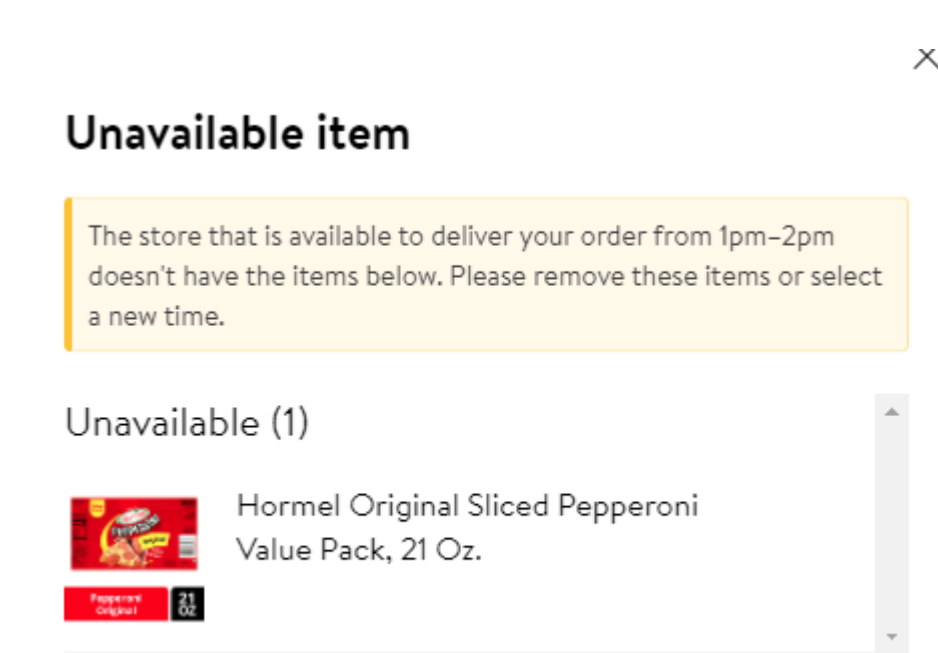 Unavailable item
The store that is available to deliver your order from 1pm–2pm
doesn't have the items below. Please remove these items or select
a new time.
Unavailable (1)
Hormel Original Sliced Pepperoni
Value Pack, 21 Oz.
Pepperoni
Original
21
OZ